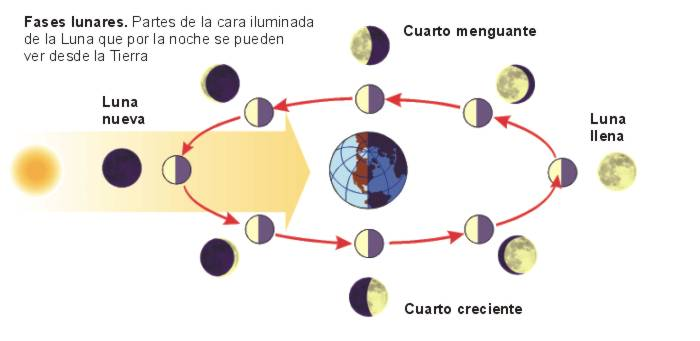 Fases lunares. Partes de la cara iluminada
de la Luna que por la noche se pueden
ver desde la Tierra
Cuarto menguante
Luna
nueva
Luna
llena
Cuarto creciente